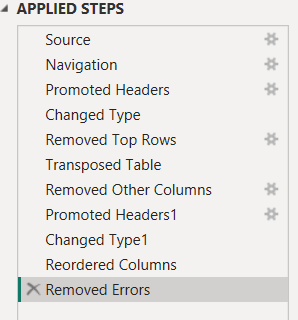 APPLIED STEPS
Source
Navigation
Promoted Headers
Changed Type
Removed Top Rows
Transposed Table
Removed Other Columns
Promoted Headers1
Changed Type1
Reordered Columns
Removed Errors